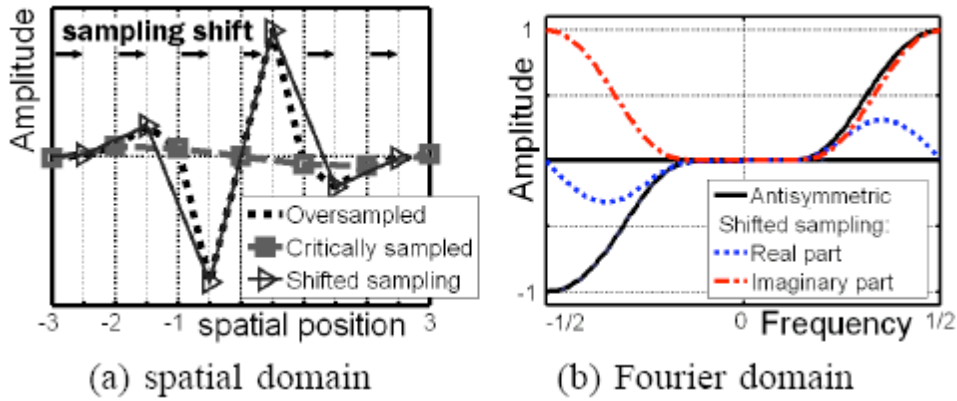 Amplitude
sampling shift
Oversampled
Critically sampled
Shifted sampling
-3 -2 -1 spatial position 3
(a) spatial domain
Amplitude
1
-1
Antisymmetric
Shifted sampling:
Real part
Imaginary part
-1/2 0 Frequency 1/2
(b) Fourier domain